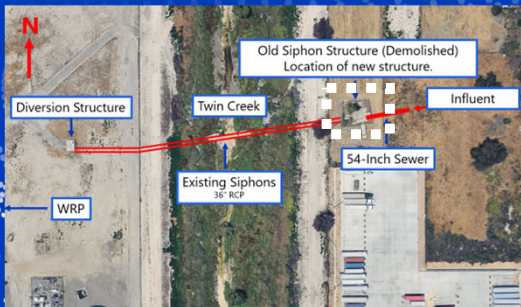 N
Old Siphon Structure (Demolished)
Location of new structure.
Diversion Structure
Twin Creek
Influent
54-Inch Sewer
Existing Siphons
36" RCP
WRP